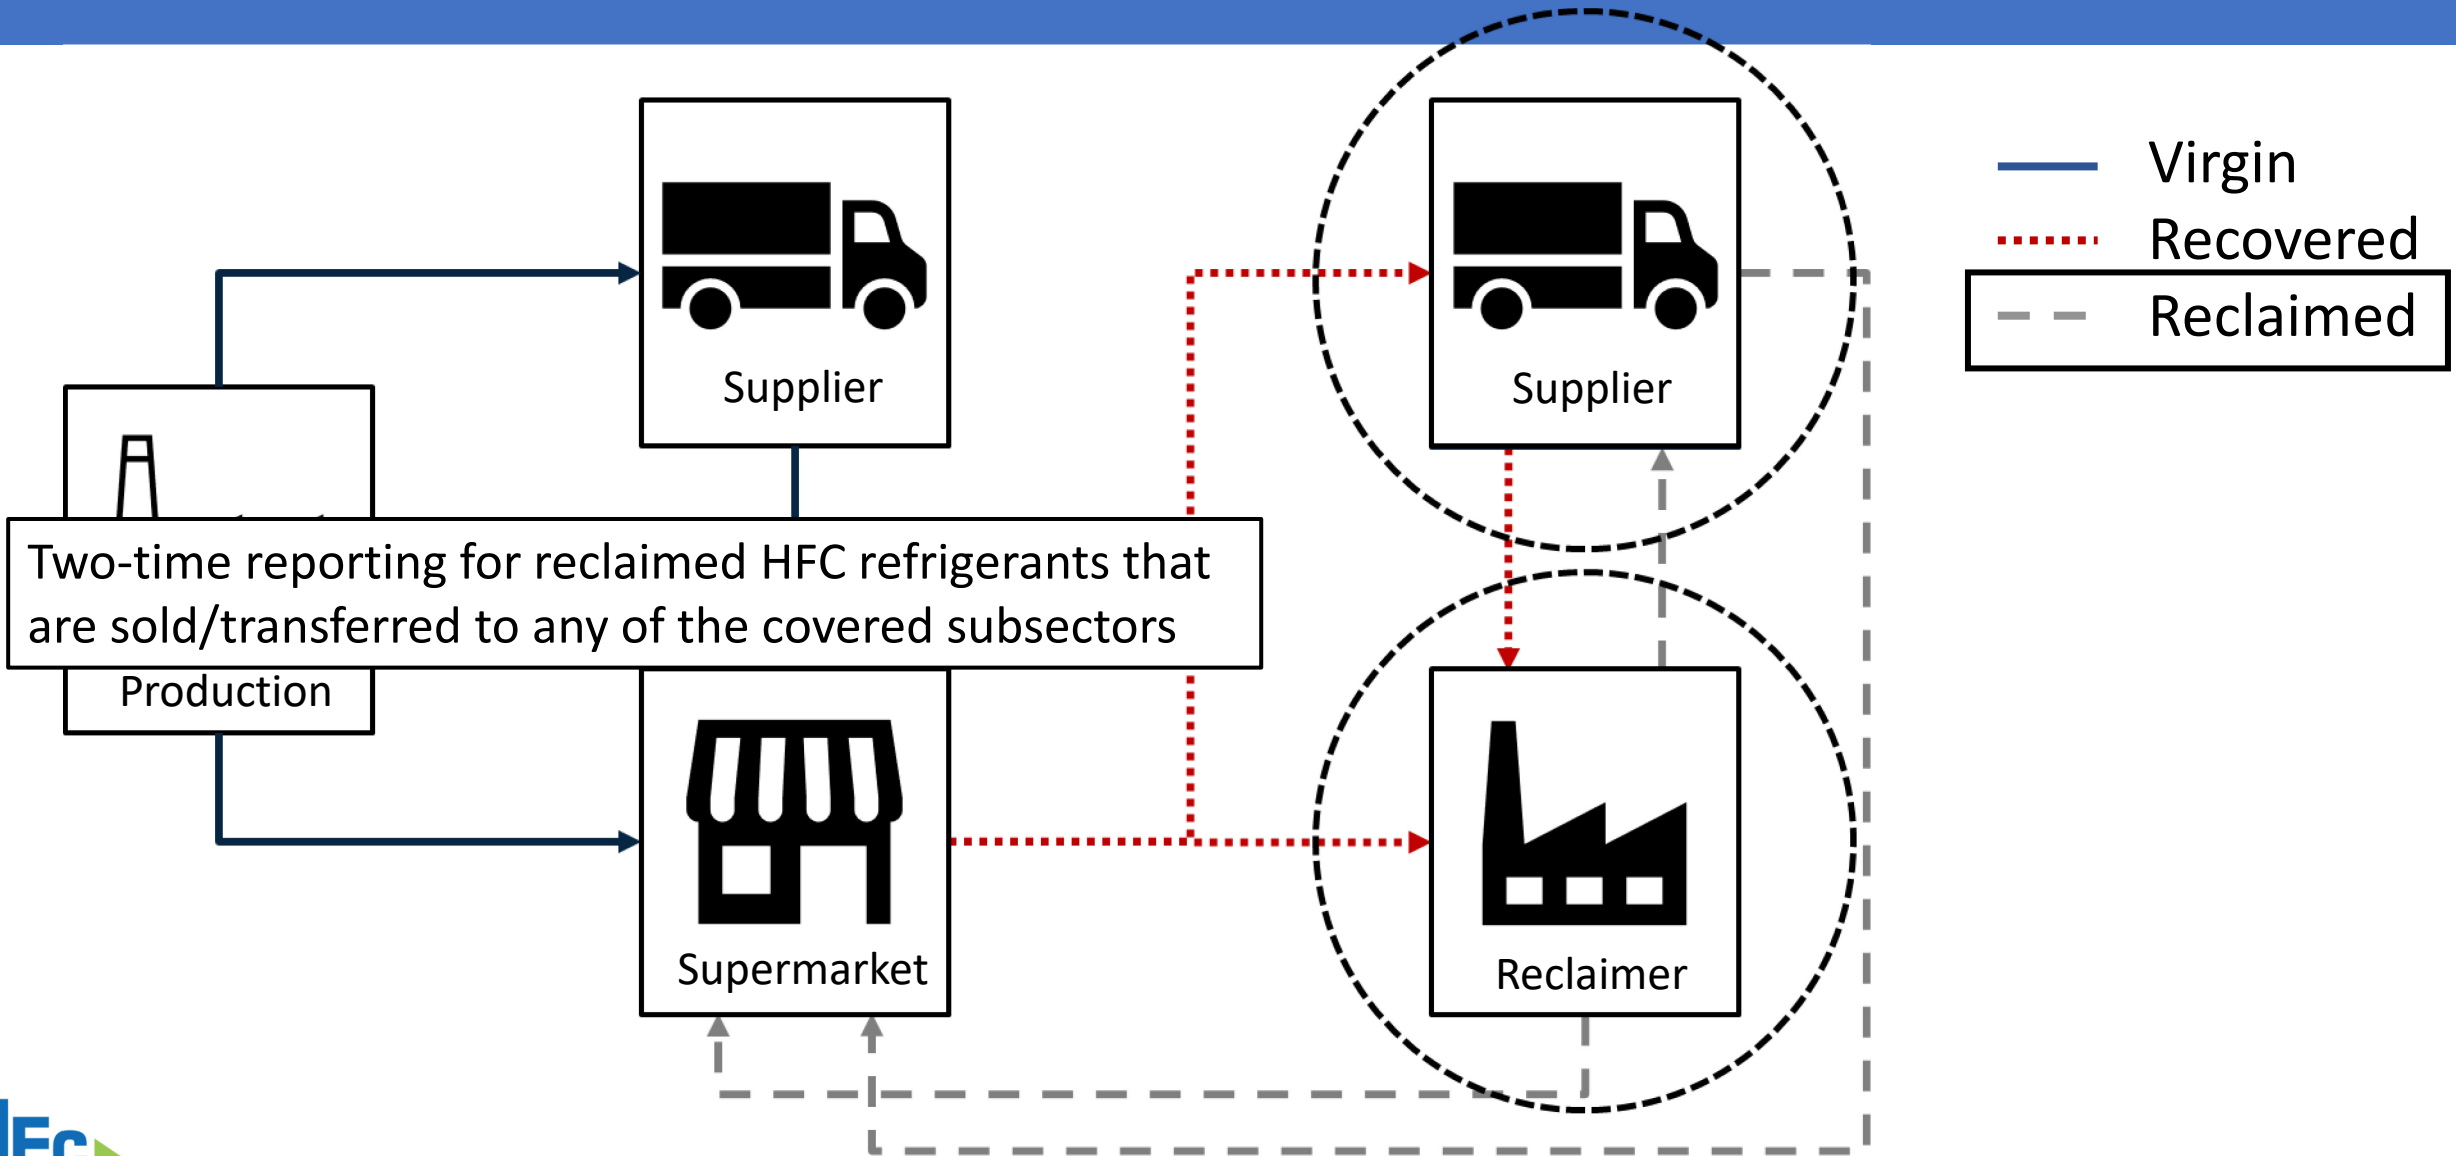 Supplier
Supplier
Virgin
Recovered
Reclaimed
Two-time reporting for reclaimed HFC refrigerants that
are sold/transferred to any of the covered subsectors
Production
Supermarket
Reclaimer